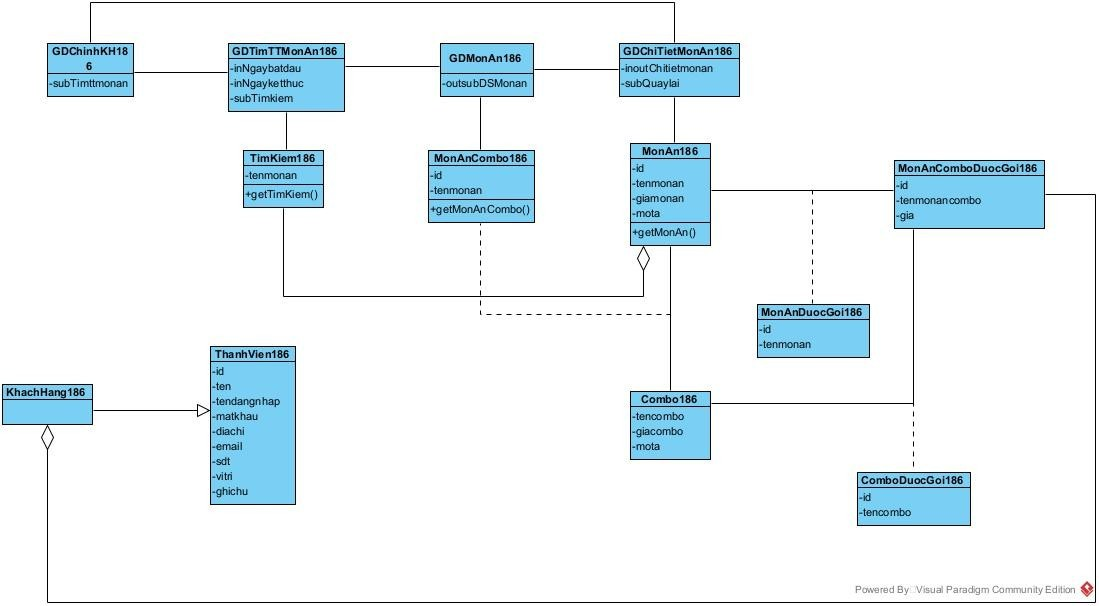 GDChinhKH18
6
-subTimttmonan
GDTimTTMonAn186
-inNgaybatdau
-inNgayketthuc
-subTimkiem
GDMonAn186
-outsubDSMonan
GDChiTietMonAn186
-inoutChitietmonan
-subQuaylai
TimKiem186
-tenmonan
+getTimKiem()
MonAnCombo186
-id
-tenmonan
+getMonAnCombo()
MonAn186
-id
-tenmonan
-giamonan
-mota
+getMonAn()
MonAnComboDuocGoi186
-id
-tenmonancombo
-gia
MonAnDuocGoi186
-id
-tenmonan
ThanhVien186
-id
-ten
-tendangnhap
-matkhau
-diachi
-email
-sdt
-vitri
-ghichu
KhachHang186
Combo186
-tencombo
-giacombo
-mota
ComboDuocGoi186
-id
-tencombo
Powered By Visual Paradigm Community Edition